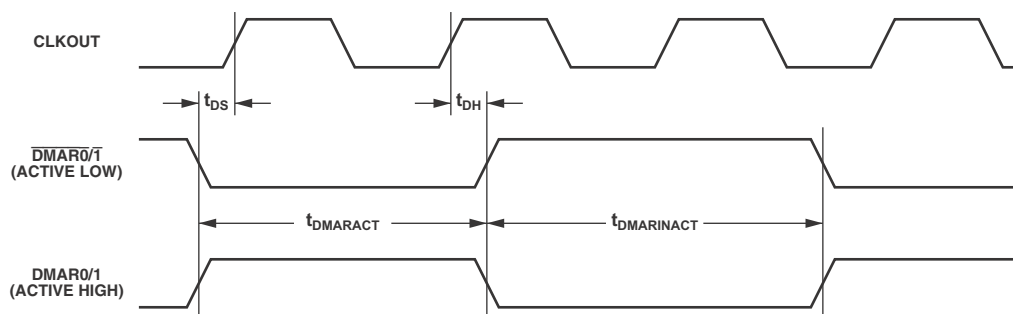 CLKOUT
tDS
tDH
DMAR0/1
(ACTIVE LOW)
tDMARACT
tDMARINACT
DMAR0/1
(ACTIVE HIGH)